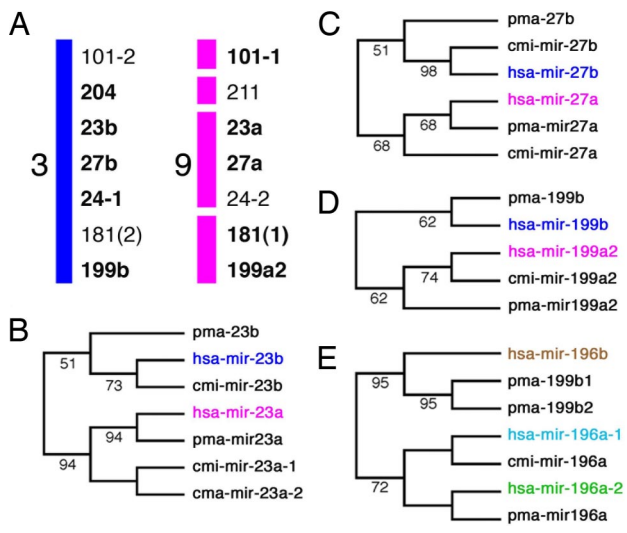 A
3
101-2
204
23b
27b
24-1
181(2)
199b
9
101-1
211
23a
27a
24-2
181(1)
199a2
B
pma-23b
hsa-mir-23b
cmi-mir-23b
hsa-mir-23a
pma-mir23a
cmi-mir-23a-1
cma-mir-23a-2
51
73
94
94
C
pma-27b
cmi-mir-27b
hsa-mir-27b
hsa-mir-27a
pma-mir27a
cmi-mir-27a
51
98
68
68
D
pma-199b
hsa-mir-199b
hsa-mir-199a2
cmi-mir-199a2
pma-mir199a2
62
74
62
E
hsa-mir-196b
pma-199b1
pma-199b2
hsa-mir-196a-1
cmi-mir-196a
hsa-mir-196a-2
pma-mir196a
95
95
72